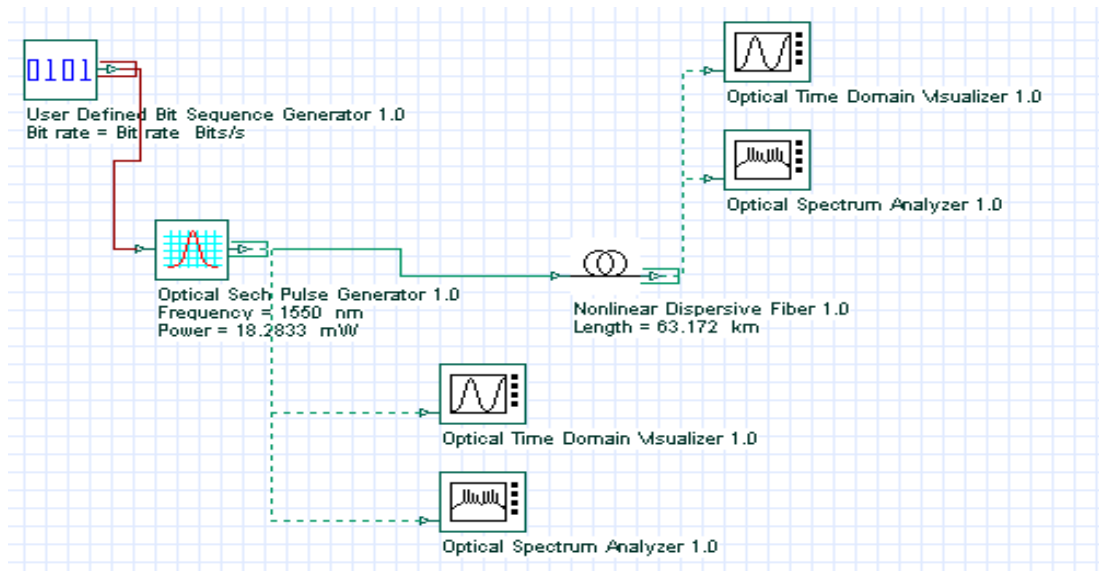 0101
User Defined Bit Sequence Generator 1.0
Bit rate = Bit rate Bits/s
Optical Time Domain Visualizer 1.0
Optical Spectrum Analyzer 1.0
Optical Sech Pulse Generator 1.0
Frequency = 1550 nm
Power = 18.2833 mW
Nonlinear Dispersive Fiber 1.0
Length = 63.172 km
Optical Time Domain Visualizer 1.0
Optical Spectrum Analyzer 1.0